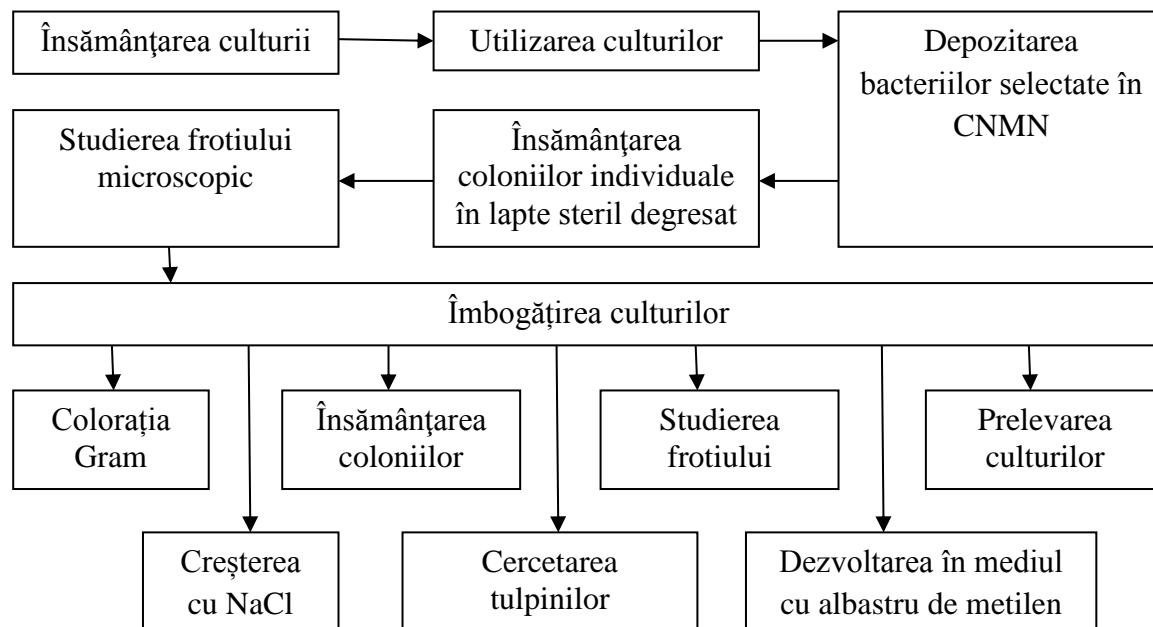 Însămânţarea culturii
Utilizarea culturilor
Depozitarea
bacteriilor selectate în
CNMN
Studierea frotiului
microscopic
Însămânţarea
coloniilor individuale
în lapte steril degresat
Îmbogățirea culturilor
Colorația
Gram
Însămânţarea
coloniilor
Studierea
frotiului
Prelevarea
culturilor
Creșterea
cu NaCl
Cercetarea
tulpinilor
Dezvoltarea în mediul
cu albastru de metilen